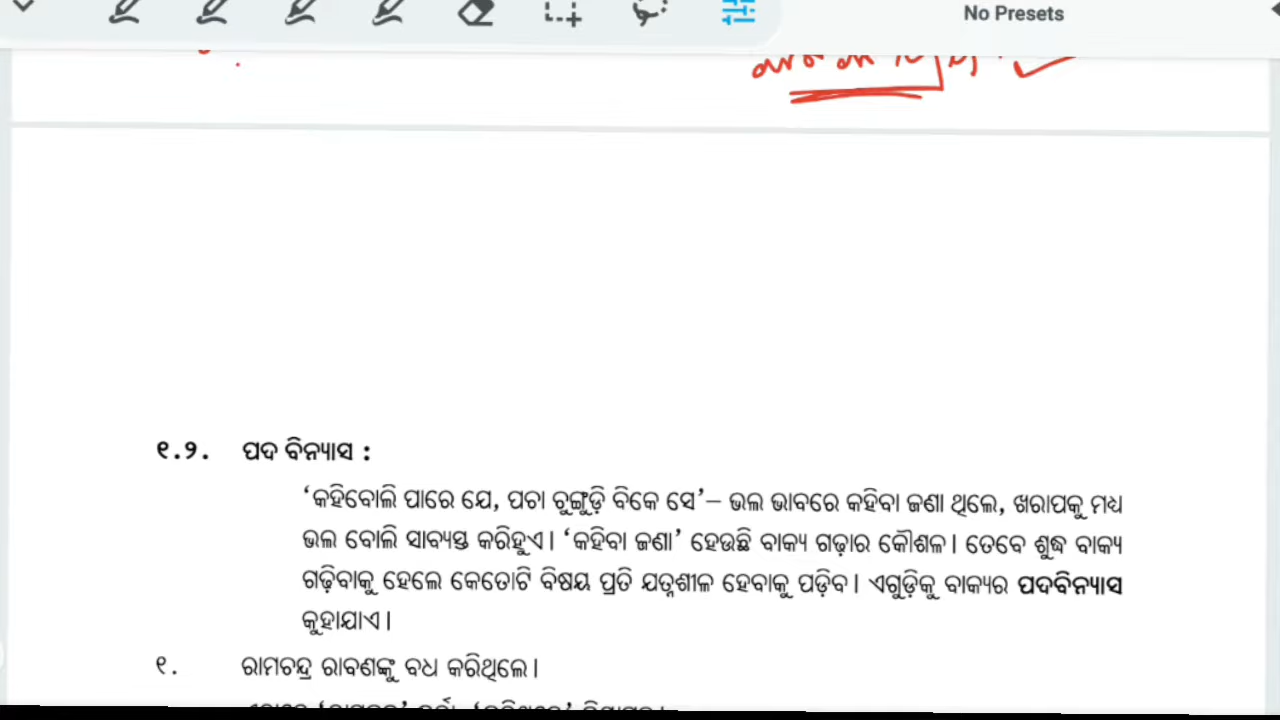 No Presets
୧.୨. ପଦ ବିନ୍ୟାସ :
‘କହିବୋଲି ପାରେ ଯେ, ପଚା ଚୁଙ୍ଗୁଡ଼ି ବିକେ ସେ’– ଭଲ ଭାବରେ କହିବା ଜଣା ଥିଲେ, ଖରାପକୁ ମଧ୍ୟ
ଭଲ ବୋଲି ସାବ୍ୟସ୍ତ କରିହୁଏ। ‘କହିବା ଜଣା’ ହେଉଛି ବାକ୍ୟ ଗଢ଼ାର କୌଶଳ। ତେବେ ଶୁଦ୍ଧ ବାକ୍ୟ
ଗଢ଼ିବାକୁ ହେଲେ କେତୋଟି ବିଷୟ ପ୍ରତି ଯତ୍ନଶୀଳ ହେବାକୁ ପଡ଼ିବ। ଏଗୁଡ଼ିକୁ ବାକ୍ୟର ପଦବିନ୍ୟାସ
କୁହାଯାଏ।
୧. ରାମଚନ୍ଦ୍ର ରାବଣଙ୍କୁ ବଧ କରିଥିଲେ।